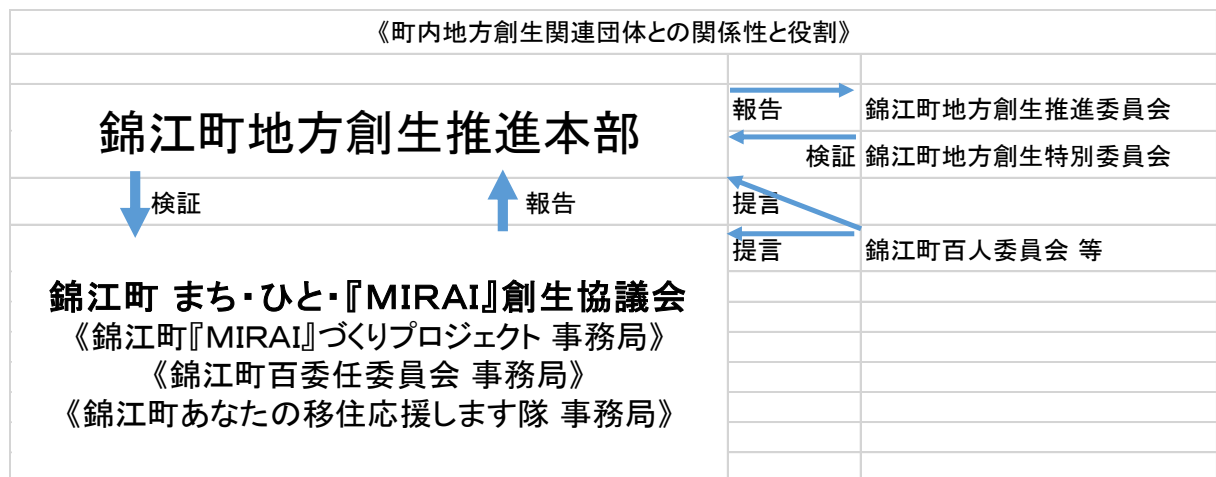 《町内地方創生関連団体との関係性と役割》
錦江町地方創生推進本部
報告
錦江町地方創生推進委員会
検証
錦江町地方創生特別委員会
検証
報告
提言
提言
錦江町百人委員会 等
錦江町 まち・ひと・『MIRAI』創生協議会
《錦江町『MIRAI』づくりプロジェクト 事務局》
《錦江町百委任委員会 事務局》
《錦江町あなたの移住応援します隊 事務局》